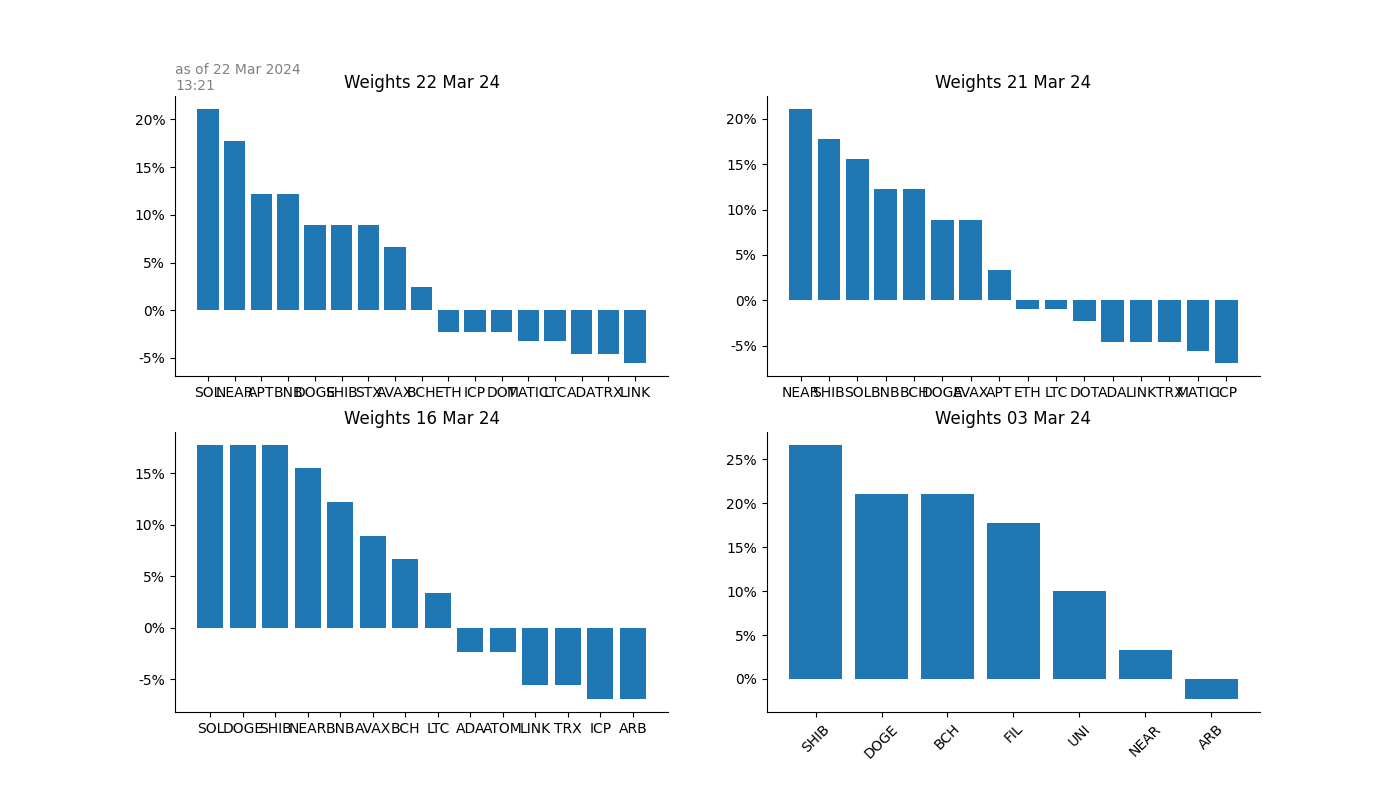 as of 22 Mar 2024
13:21
Weights 22 Mar 24
20%
15%
10%
5%
0%
-5%
SOL NEAR APT BNB DOGE SHIB STX AVAX BCH ETH ICP DOT MATIC LTC ADA TRX LINK
Weights 21 Mar 24
20%
15%
10%
5%
0%
-5%
NEAR SHIB SOL BNB BCH DOGE AVAX APT ETH LTC DOT ADA LINK TRX MATIC ICP
Weights 16 Mar 24
15%
10%
5%
0%
-5%
SOL DOGE SHIB NEAR BNB AVAX BCH LTC ADA ATOM LINK TRX ICP ARB
Weights 03 Mar 24
25%
20%
15%
10%
5%
0%
SHIB DOGE BCH FIL UNI NEAR ARB